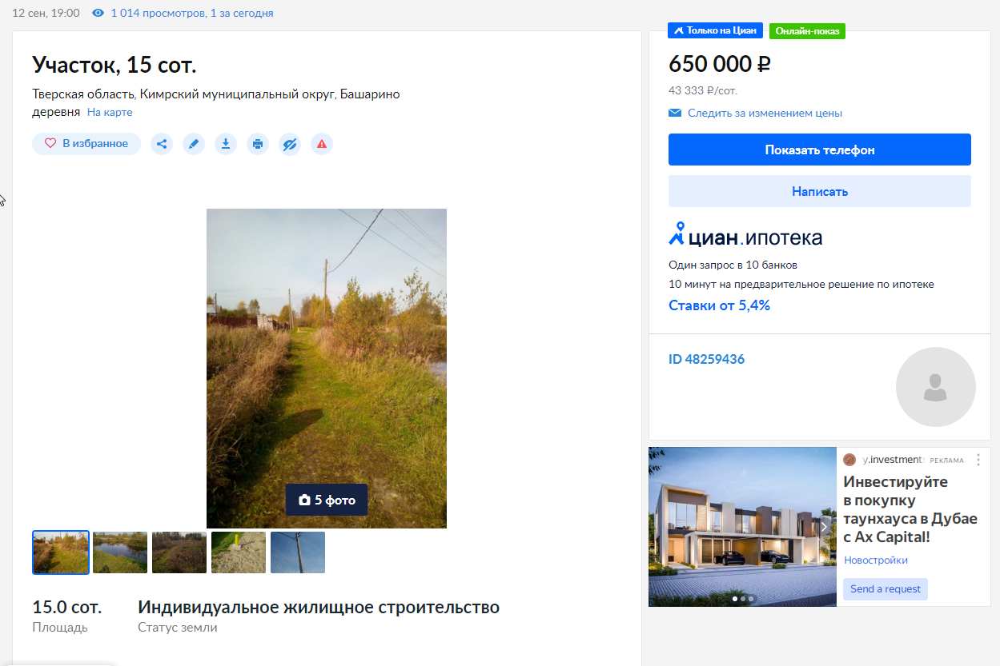 12 сен, 19:00 1 014 просмотров, 1 за сегодня
Участок, 15 сот.
Тверская область, Кимрский муниципальный округ, Башарино
деревня На карте
В избранное
5 фото
15.0 сот.
Площадь
Индивидуальное жилищное строительство
Статус земли
Только на Циан
Онлайн-показ
650 000 ₽
43 333 ₽/сот.
Следить за изменением цены
Показать телефон
Написать
циан.ипотека
Один запрос в 10 банков
10 минут на предварительное решение по ипотеке
Ставки от 5,4%
ID 48259436
y.investment РЕКЛАМА
Инвестируйте
в покупку
таунхауса в Дубае
с Ax Capital!
Новостройки
Send a request